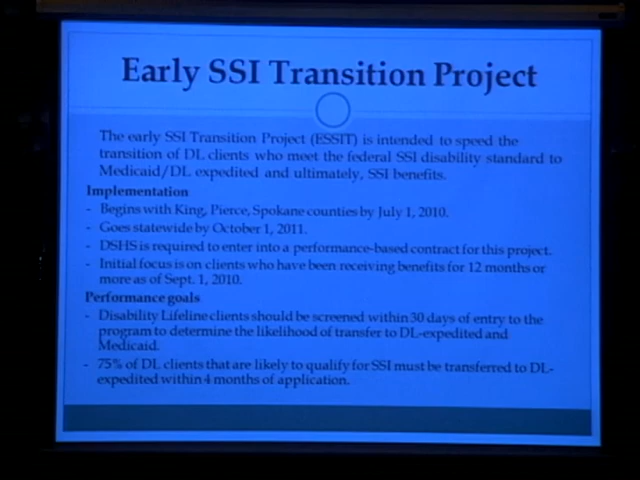 Early SSI Transition Project
The early SSI Transition Project (ESSIT) is intended to speed the
transition of DL clients who meet the federal SSI disability standard to
Medicaid/DL expedited and ultimately, SSI benefits.
Implementation
- Begins with King, Pierce, Spokane counties by July 1, 2010.
- Goes statewide by October 1, 2011.
- DSHS is required to enter into a performance-based contract for this project.
- Initial focus is on clients who have been receiving benefits for 12 months or
more as of Sept. 1, 2010.
Performance goals
- Disability Lifeline clients should be screened within 30 days of entry to the
program to determine the likelihood of transfer to DL-expedited and
Medicaid.
- 75% of DL clients that are likely to qualify for SSI must be transferred to DL-
expedited within 4 months of application.